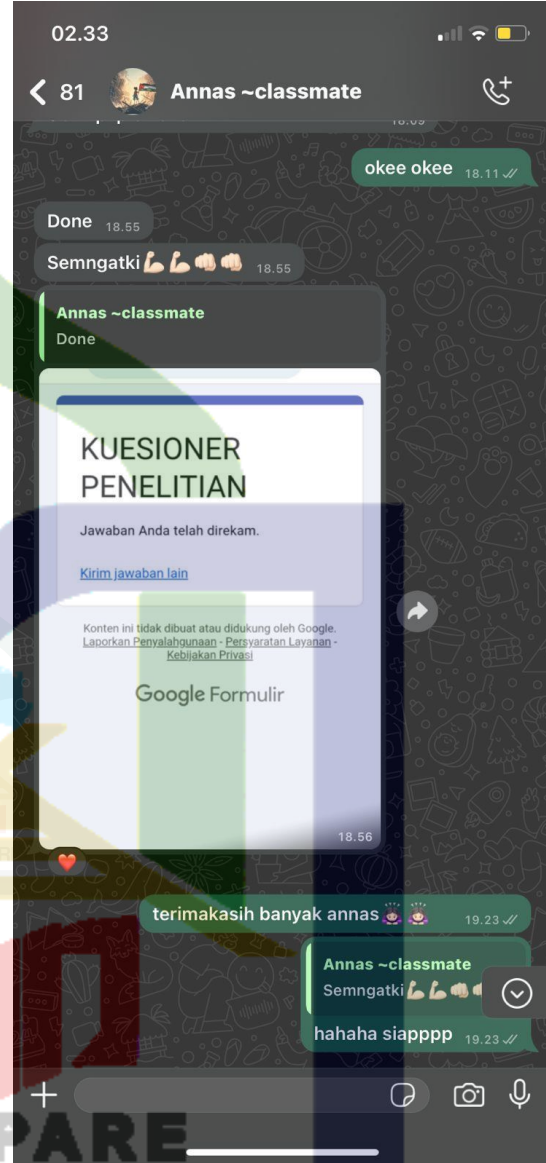 02.33
81 Annas ~classmate
okee okee 18.11
Done 18.55
Semngatki💪🏻💪🏻👊🏻👊🏻 18.55
Annas ~classmate
Done
KUESIONER
PENELITIAN
Jawaban Anda telah direkam.
Kirim jawaban lain
Konten ini tidak dibuat atau didukung oleh Google.
Laporkan Penyalahgunaan - Persyaratan Layanan -
Kebijakan Privasi
Google Formulir
18.56
terimakasih banyak annas🙇🏻‍♀️🙇🏻‍♀️ 19.23
Annas ~classmate
Semngatki💪🏻💪🏻👊🏻
hahaha siapppp 19.23
PARE